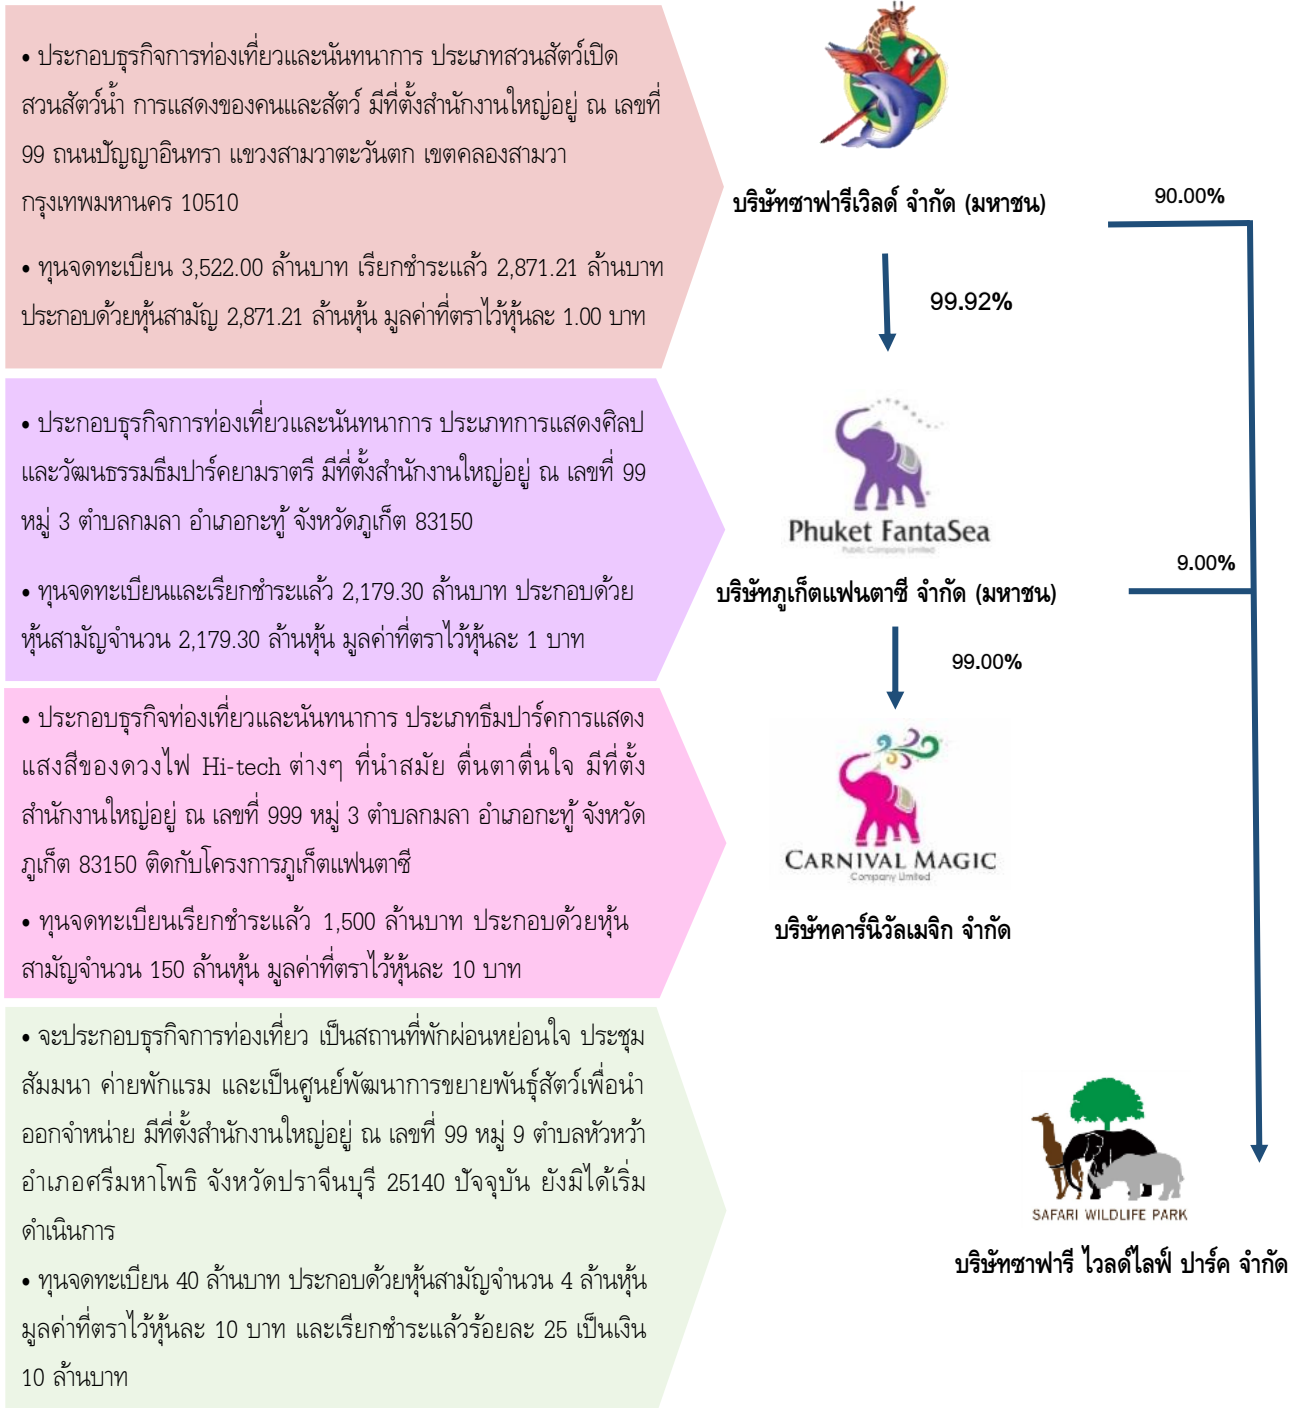 • ประกอบธุรกิจการท่องเที่ยวและนันทนาการ ประเภทสวนสัตว์เปิด
สวนสัตว์น้ำ การแสดงของคนและสัตว์ มีที่ตั้งสำนักงานใหญ่อยู่ ณ เลขที่
99 ถนนปัญญาอินทรา แขวงสามวาตะวันตก เขตคลองสามวา
กรุงเทพมหานคร 10510
• ทุนจดทะเบียน 3,522.00 ล้านบาท เรียกชำระแล้ว 2,871.21 ล้านบาท
ประกอบด้วยหุ้นสามัญ 2,871.21 ล้านหุ้น มูลค่าที่ตราไว้หุ้นละ 1.00 บาท
บริษัทซาฟารีเวิลด์ จำกัด (มหาชน)
90.00%
99.92%
• ประกอบธุรกิจการท่องเที่ยวและนันทนาการ ประเภทการแสดงศิลป
และวัฒนธรรมธีมปาร์คยามราตรี มีที่ตั้งสำนักงานใหญ่อยู่ ณ เลขที่ 99
หมู่ 3 ตำบลกมลา อำเภอกะทู้ จังหวัดภูเก็ต 83150
• ทุนจดทะเบียนและเรียกชำระแล้ว 2,179.30 ล้านบาท ประกอบด้วย
หุ้นสามัญจำนวน 2,179.30 ล้านหุ้น มูลค่าที่ตราไว้หุ้นละ 1 บาท
Phuket FantaSea
Public Company Limited
บริษัทภูเก็ตแฟนตาซี จำกัด (มหาชน)
9.00%
99.00%
• ประกอบธุรกิจท่องเที่ยวและนันทนาการ ประเภทธีมปาร์คการแสดง
แสงสีของดวงไฟ Hi-tech ต่างๆ ที่นำสมัย ตื่นตาตื่นใจ มีที่ตั้ง
สำนักงานใหญ่อยู่ ณ เลขที่ 999 หมู่ 3 ตำบลกมลา อำเภอกะทู้ จังหวัด
ภูเก็ต 83150 ติดกับโครงการภูเก็ตแฟนตาซี
• ทุนจดทะเบียนเรียกชำระแล้ว 1,500 ล้านบาท ประกอบด้วยหุ้น
สามัญจำนวน 150 ล้านหุ้น มูลค่าที่ตราไว้หุ้นละ 10 บาท
CARNIVAL MAGIC
Company Limited
บริษัทคาร์นิวัลเมจิก จำกัด
• จะประกอบธุรกิจการท่องเที่ยว เป็นสถานที่พักผ่อนหย่อนใจ ประชุม
สัมมนา ค่ายพักแรม และเป็นศูนย์พัฒนาการขยายพันธุ์สัตว์เพื่อนำ
ออกจำหน่าย มีที่ตั้งสำนักงานใหญ่อยู่ ณ เลขที่ 99 หมู่ 9 ตำบลหัวหว้า
อำเภอศรีมหาโพธิ จังหวัดปราจีนบุรี 25140 ปัจจุบัน ยังมิได้เริ่ม
ดำเนินการ
• ทุนจดทะเบียน 40 ล้านบาท ประกอบด้วยหุ้นสามัญจำนวน 4 ล้านหุ้น
มูลค่าที่ตราไว้หุ้นละ 10 บาท และเรียกชำระแล้วร้อยละ 25 เป็นเงิน
10 ล้านบาท
SAFARI WILDLIFE PARK
บริษัทซาฟารี ไวลด์ไลฟ์ ปาร์ค จำกัด